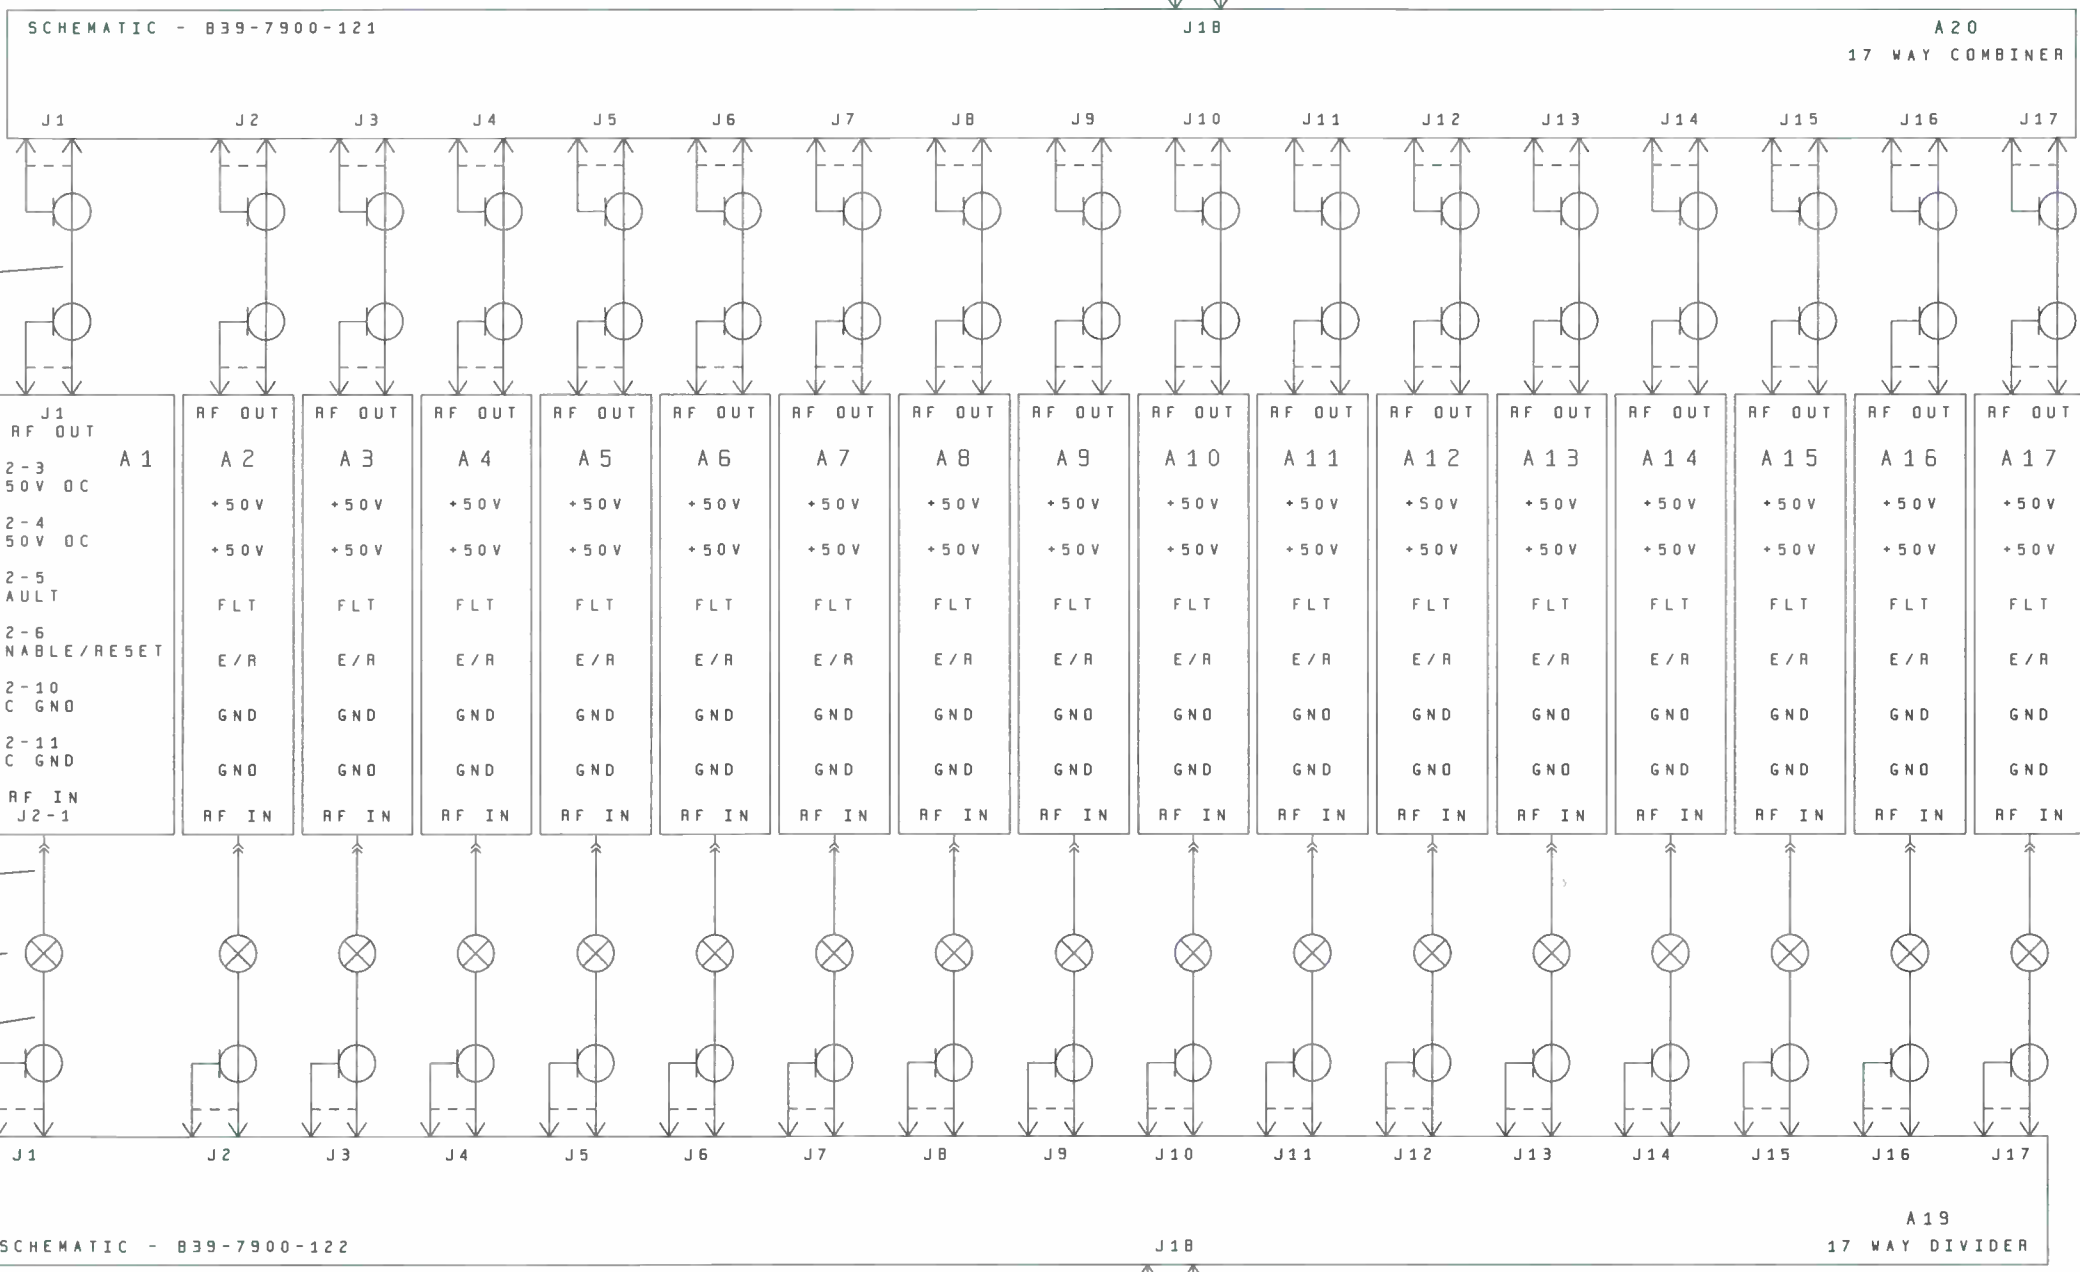 SCHEMATIC - 839-7900-121 J18 A20
17 WAY COMBINER
J1 J2 J3 J4 J5 J6 J7 J8 J9 J10 J11 J12 J13 J14 J15 J16 J17
J1 RF OUT RF OUT RF OUT RF OUT RF OUT RF OUT RF OUT RF OUT RF OUT RF OUT RF OUT RF OUT RF OUT RF OUT RF OUT RF OUT
RF OUT
A1 A2 A3 A4 A5 A6 A7 A8 A9 A10 A11 A12 A13 A14 A15 A16 A17
2-3
50V DC
+50V +50V +50V +50V +50V +50V +50V +50V +50V +50V +50V +50V +50V +50V +50V +50V
2-4
50V DC
+50V +50V +50V +50V +50V +50V +50V +50V +50V +50V +50V +50V +50V +50V +50V +50V
2-5
AULT
FLT FLT FLT FLT FLT FLT FLT FLT FLT FLT FLT FLT FLT FLT FLT FLT
2-6
NABLE/RESET
E/R E/R E/R E/R E/R E/R E/R E/R E/R E/R E/R E/R E/R E/R E/R E/R
2-10
C GND
GND GND GND GND GND GND GND GND GND GND GND GND GND GND GND GND
2-11
C GND
GND GND GND GND GND GND GND GND GND GND GND GND GND GND GND GND
RF IN
J2-1 RF IN RF IN RF IN RF IN RF IN RF IN RF IN RF IN RF IN RF IN RF IN RF IN RF IN RF IN RF IN RF IN
J1 J2 J3 J4 J5 J6 J7 J8 J9 J10 J11 J12 J13 J14 J15 J16 J17
A19
SCHEMATIC - 839-7900-122 J18 17 WAY DIVIDER